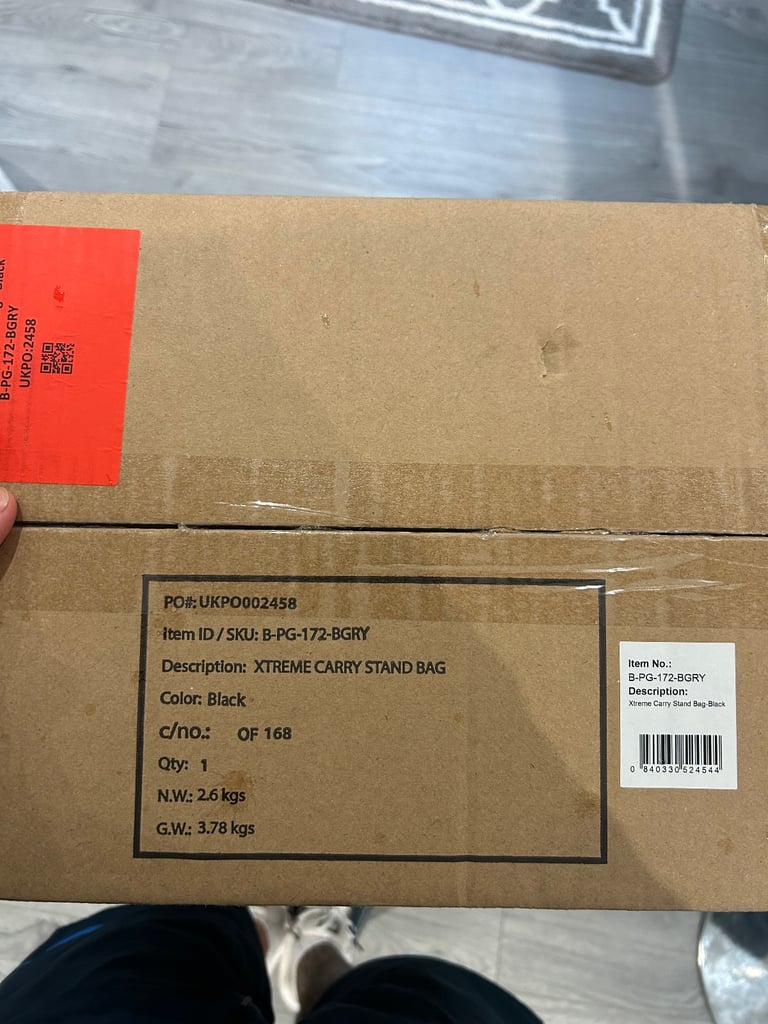 Black
B-PG-172-BGRY
UKPO:2458
PO#: UKPO002458
Item ID / SKU: B-PG-172-BGRY
Description: XTREME CARRY STAND BAG
Color: Black
c/no.: OF 168
Qty: 1
N.W.: 2.6 kgs
G.W.: 3.78 kgs
Item No.:
B-PG-172-BGRY
Description:
Xtreme Carry Stand Bag-Black
0 840330 524544